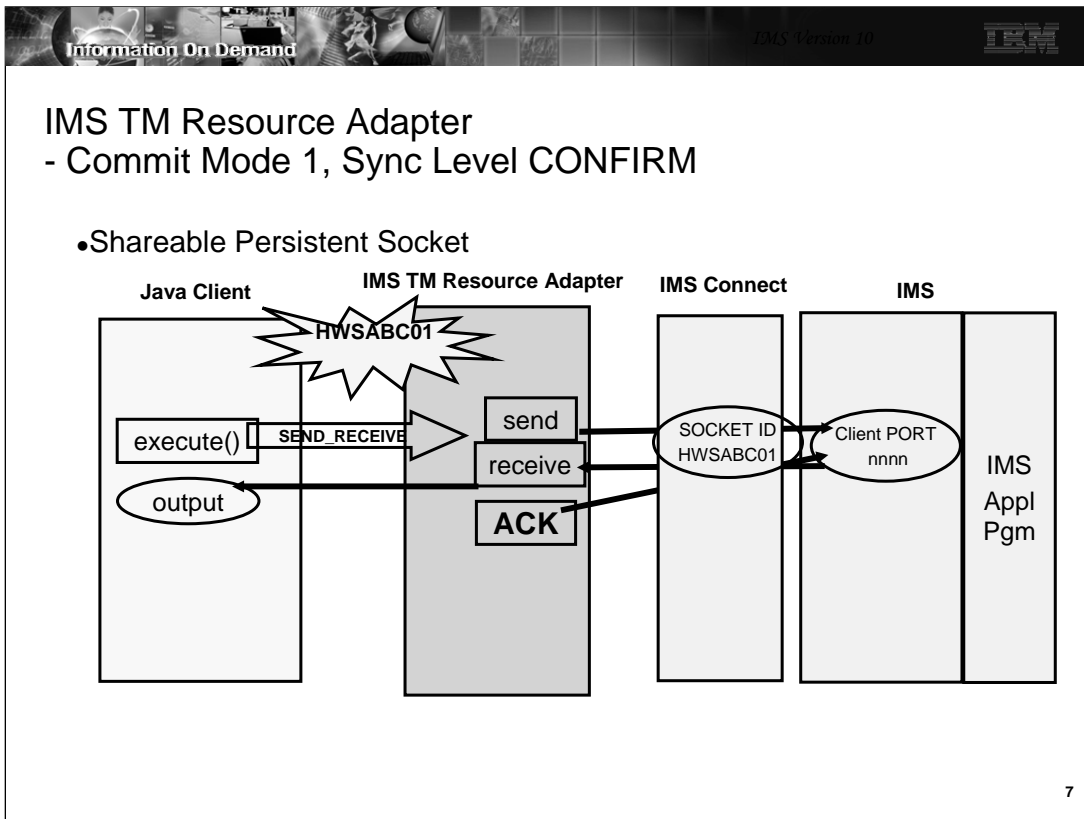 Information On Demand
IMS Version 10
IBM
IMS TM Resource Adapter
- Commit Mode 1, Sync Level CONFIRM
•Shareable Persistent Socket
Java Client
IMS TM Resource Adapter
IMS Connect
IMS
HWSABC01
execute()
SEND_RECEIVE
send
receive
ACK
output
SOCKET ID
HWSABC01
Client PORT
nnnn
IMS
Appl
Pgm
7